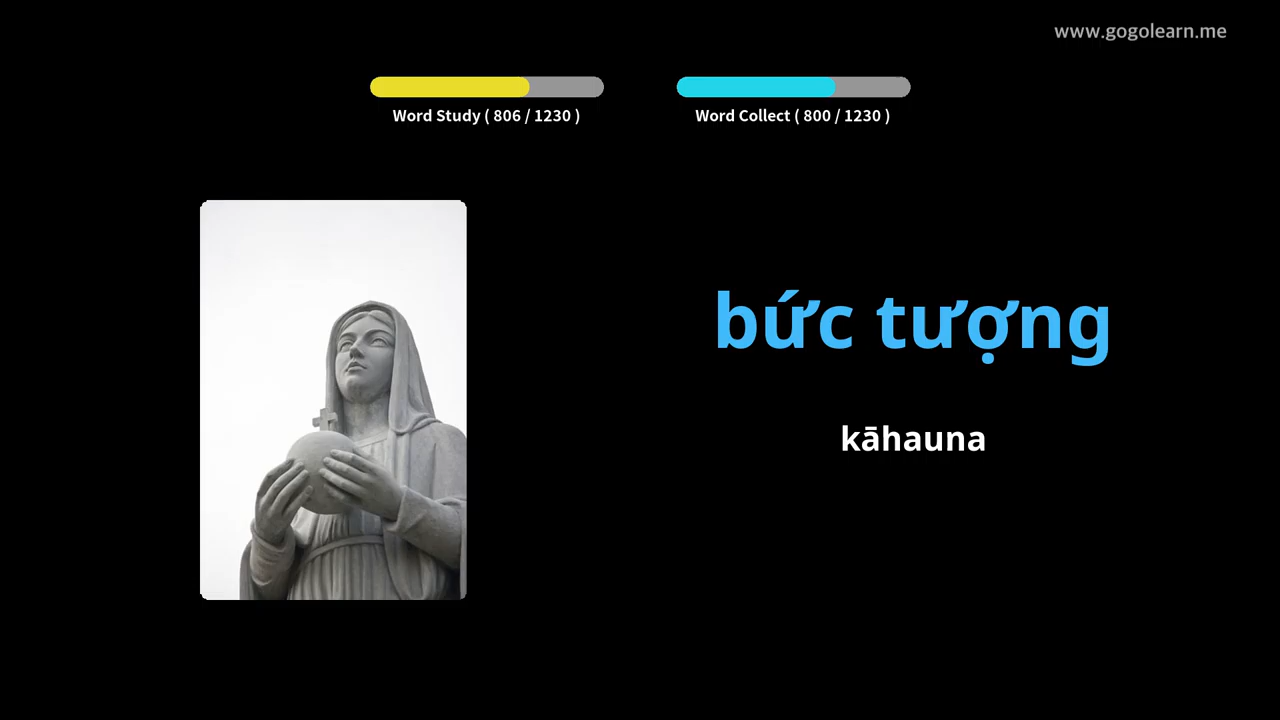 www.gogolearn.me
Word Study ( 806 / 1230 )
Word Collect ( 800 / 1230 )
bức tượng
kāhauna